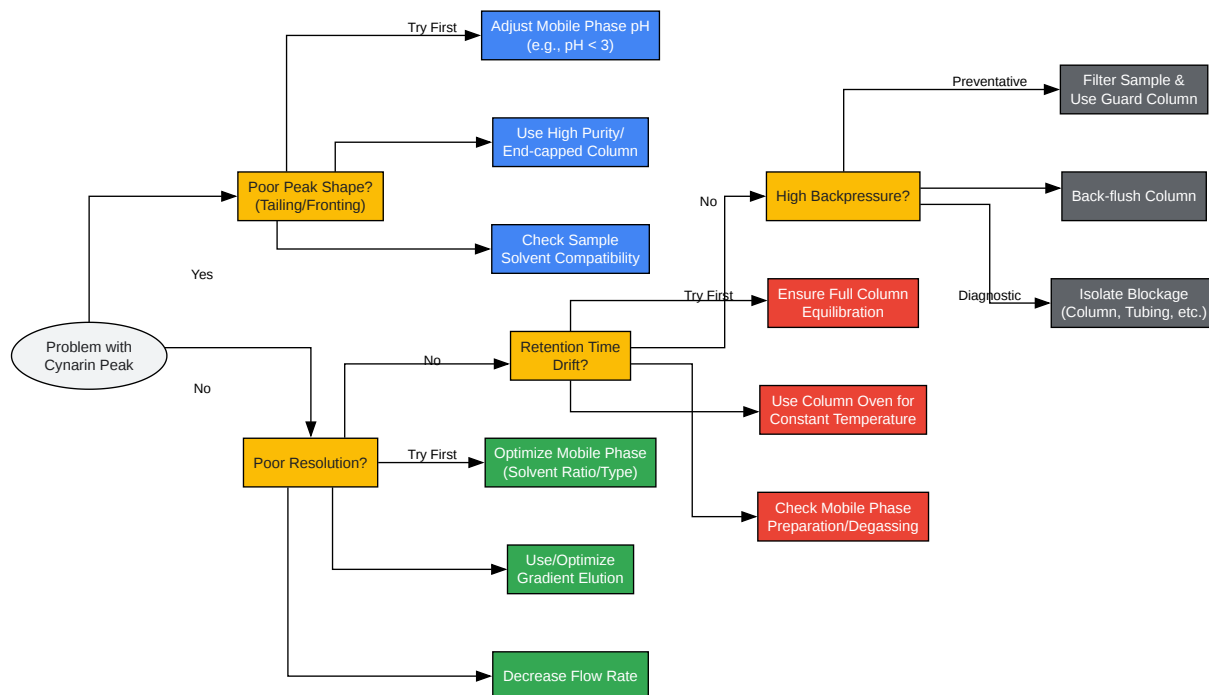 Try First
Adjust Mobile Phase pH
(e.g., pH < 3)
Preventative
Filter Sample &
Use Guard Column
Use High Purity/
End-capped Column
Poor Peak Shape?
(Tailing/Fronting)
No
High Backpressure?
Back-flush Column
Check Sample
Solvent Compatibility
Yes
Try First
Ensure Full Column
Equilibration
Diagnostic
Isolate Blockage
(Column, Tubing, etc.)
Problem with
Cynarin Peak
No
No
Retention Time
Drift?
Use Column Oven for
Constant Temperature
Poor Resolution?
Try First
Optimize Mobile Phase
(Solvent Ratio/Type)
Check Mobile Phase
Preparation/Degassing
Use/Optimize
Gradient Elution
Decrease Flow Rate